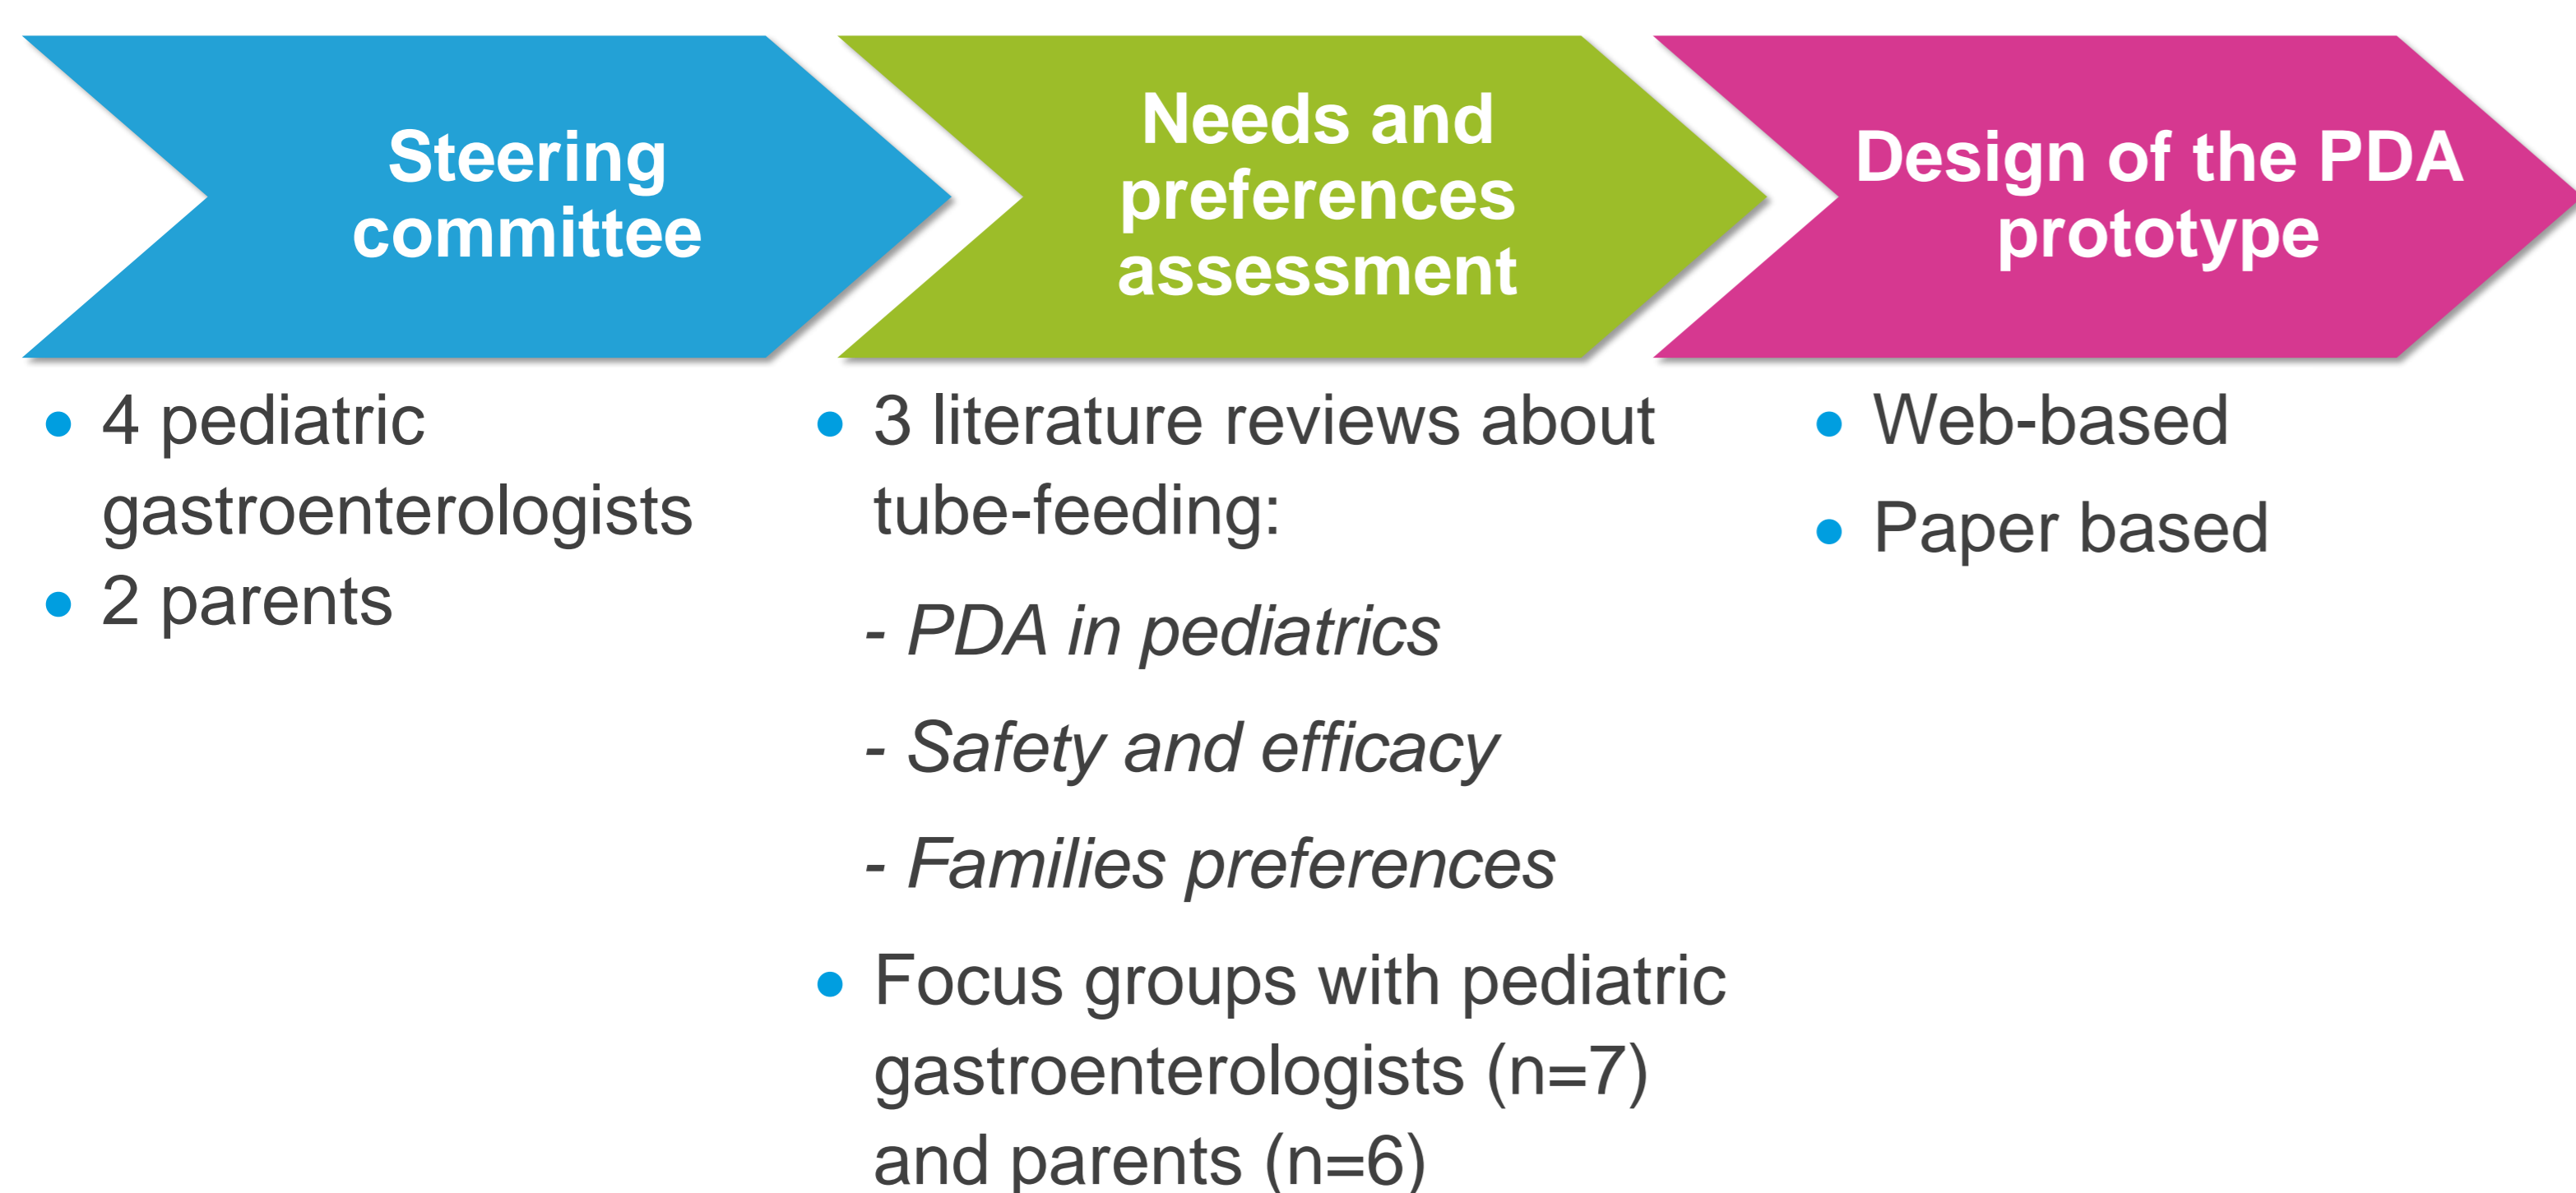 Steering
committee
• 4 pediatric
gastroenterologists
• 2 parents
Needs and
preferences
assessment
• 3 literature reviews about
tube-feeding:
- PDA in pediatrics
- Safety and efficacy
- Families preferences
• Focus groups with pediatric
gastroenterologists (n=7)
and parents (n=6)
Design of the PDA
prototype
• Web-based
• Paper based